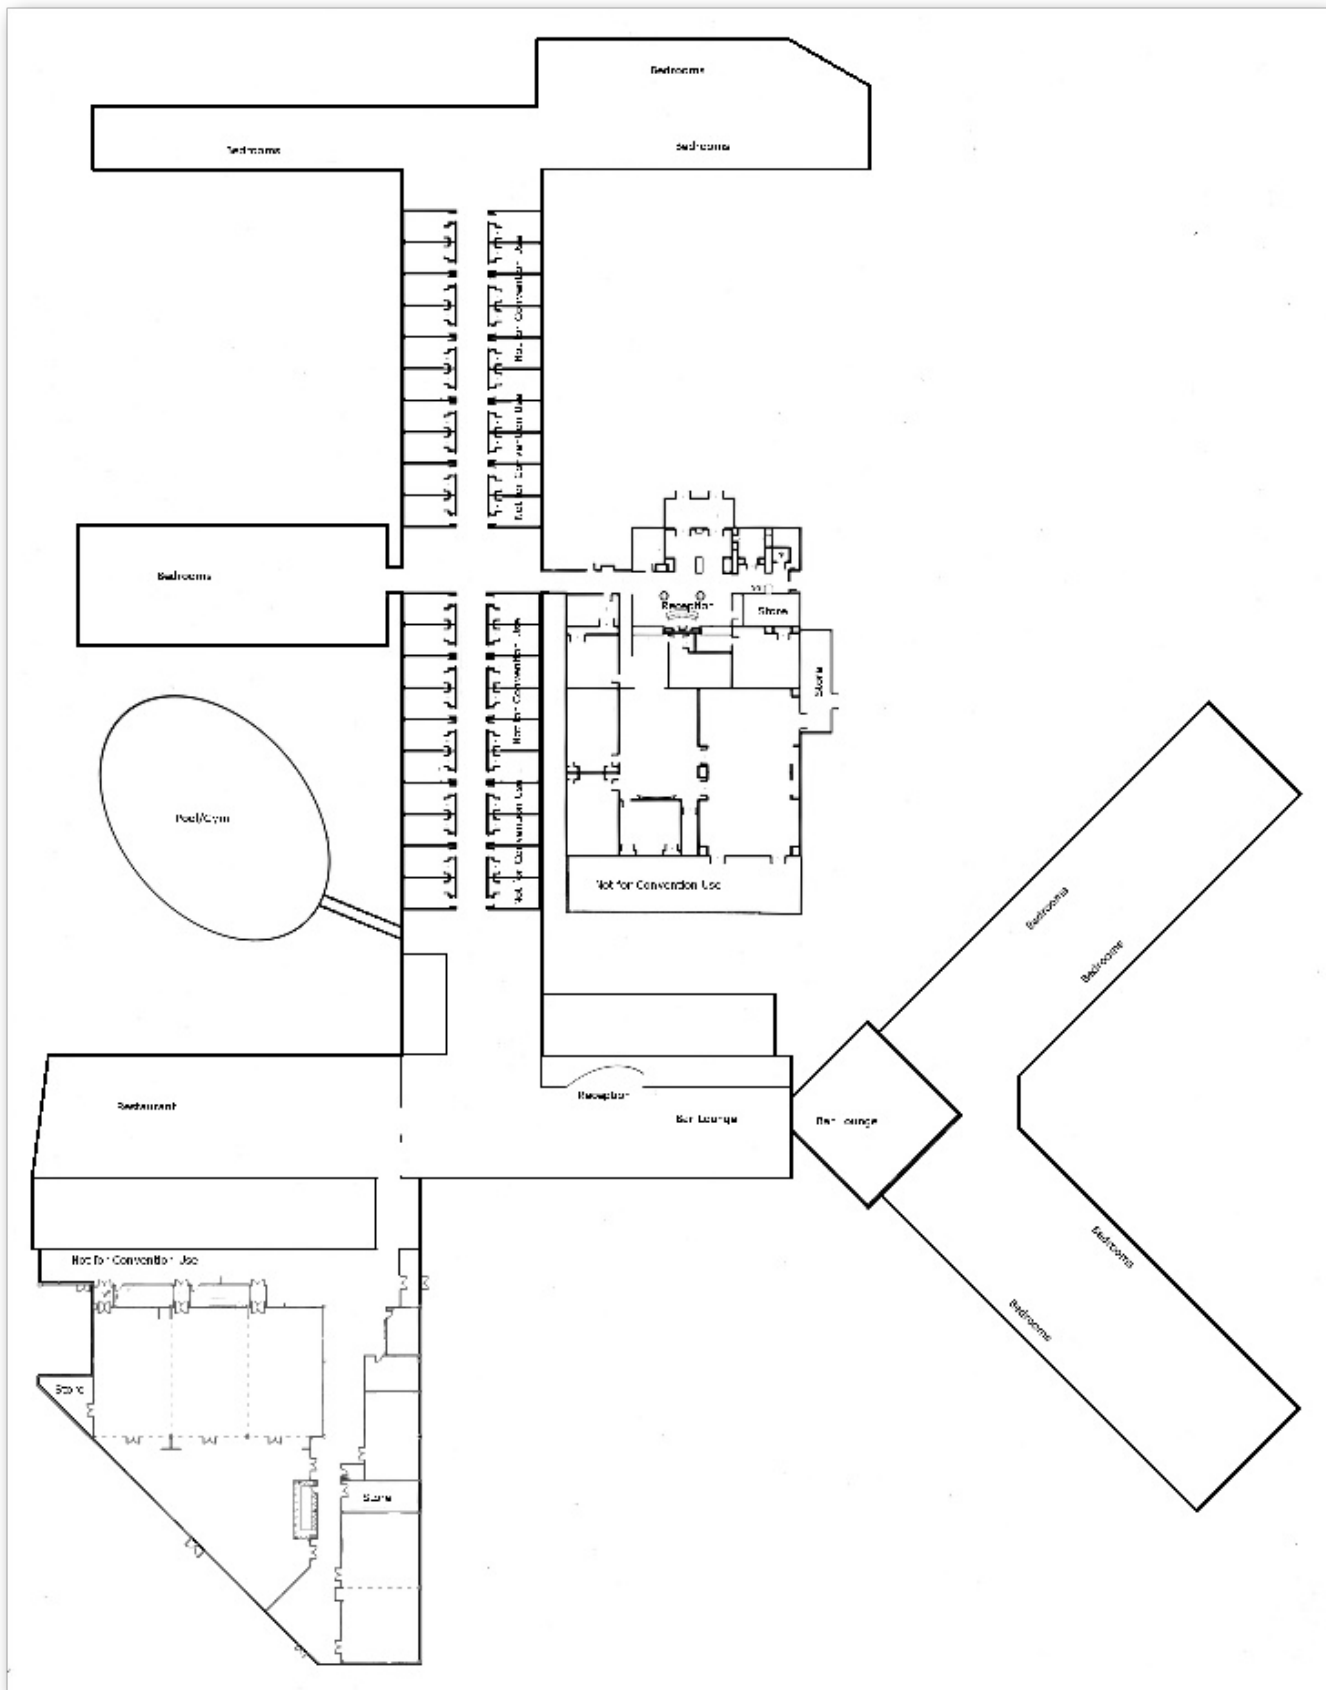 Bedrooms
Bedrooms
Bedrooms
Not for Convention Use
Not for Convention Use
Bedrooms
Reception
Store
Not for Convention Use
Store
Not for Convention Use
Pool/Gym
Not for Convention Use
Bedrooms
Bedrooms
Reception
Restaurant
Bar Lounge
Bar Lounge
Bedrooms
Not for Convention Use
Bedrooms
Store
Store